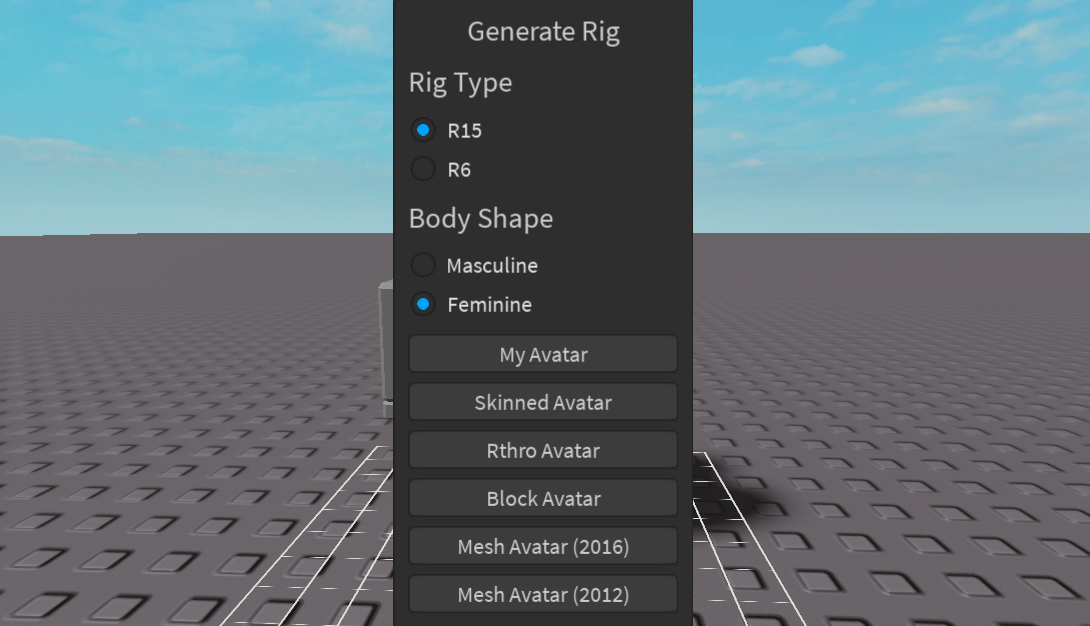 Generate Rig
Rig Type
R15
R6
Body Shape
Masculine
Feminine
My Avatar
Skinned Avatar
Rthro Avatar
Block Avatar
Mesh Avatar (2016)
Mesh Avatar (2012)